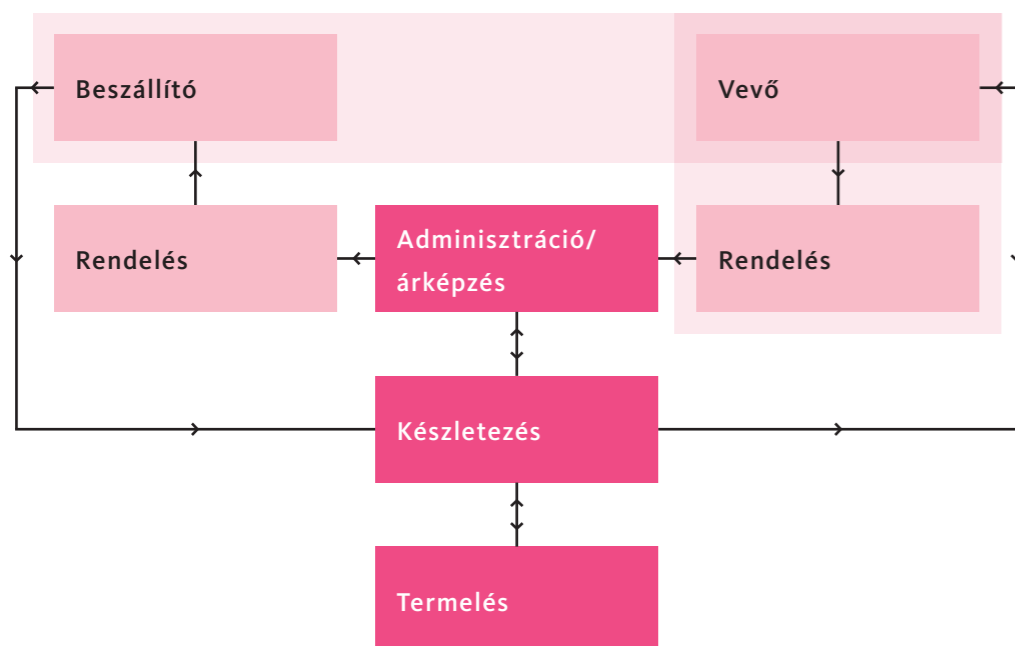 Beszállító
Vevő
Rendelés
Adminisztráció/
árképzés
Rendelés
Készletezés
Termelés